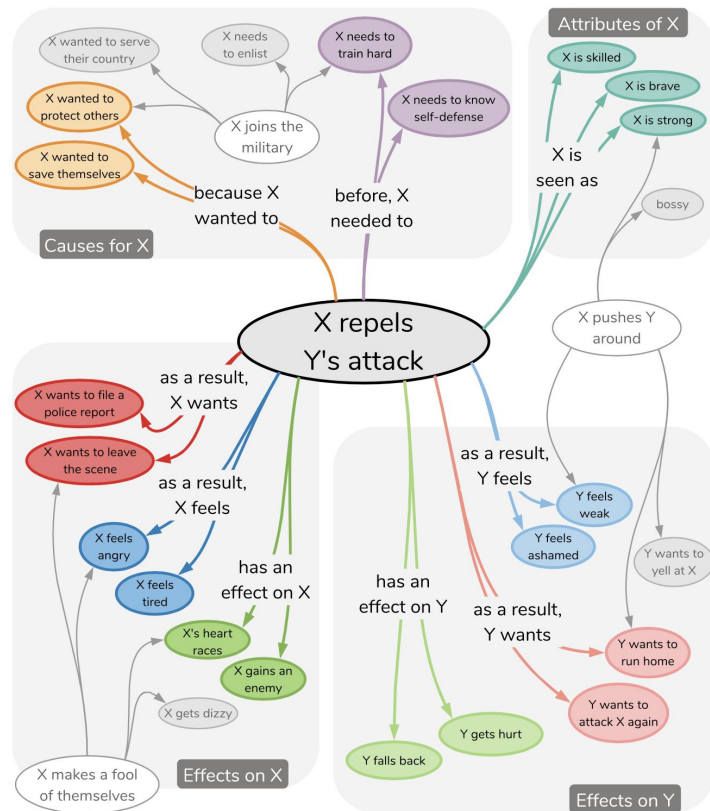 Attributes of X
X wanted to serve
their country
X needs
to enlist
X needs to
train hard
X is skilled
X is brave
X is strong
X wanted to
protect others
X joins the
military
X needs to know
self-defense
X wanted to
save themselves
X is
seen as
because X
wanted to
before, X
needed to
bossy
Causes for X
X repels
Y's attack
X pushes Y
around
X wants to file a
police report
as a result,
X wants
X wants to leave
the scene
as a result,
X feels
as a result,
Y feels
Y feels
weak
X feels
angry
Y feels
ashamed
Y wants to
yell at X
X feels
tired
has an
effect on X
has an
effect on Y
as a result,
Y wants
X's heart
races
Y wants to
run home
X gains an
enemy
X gets dizzy
Y wants to
attack X again
Y gets hurt
Y falls back
X makes a fool
of themselves
Effects on X
Effects on Y